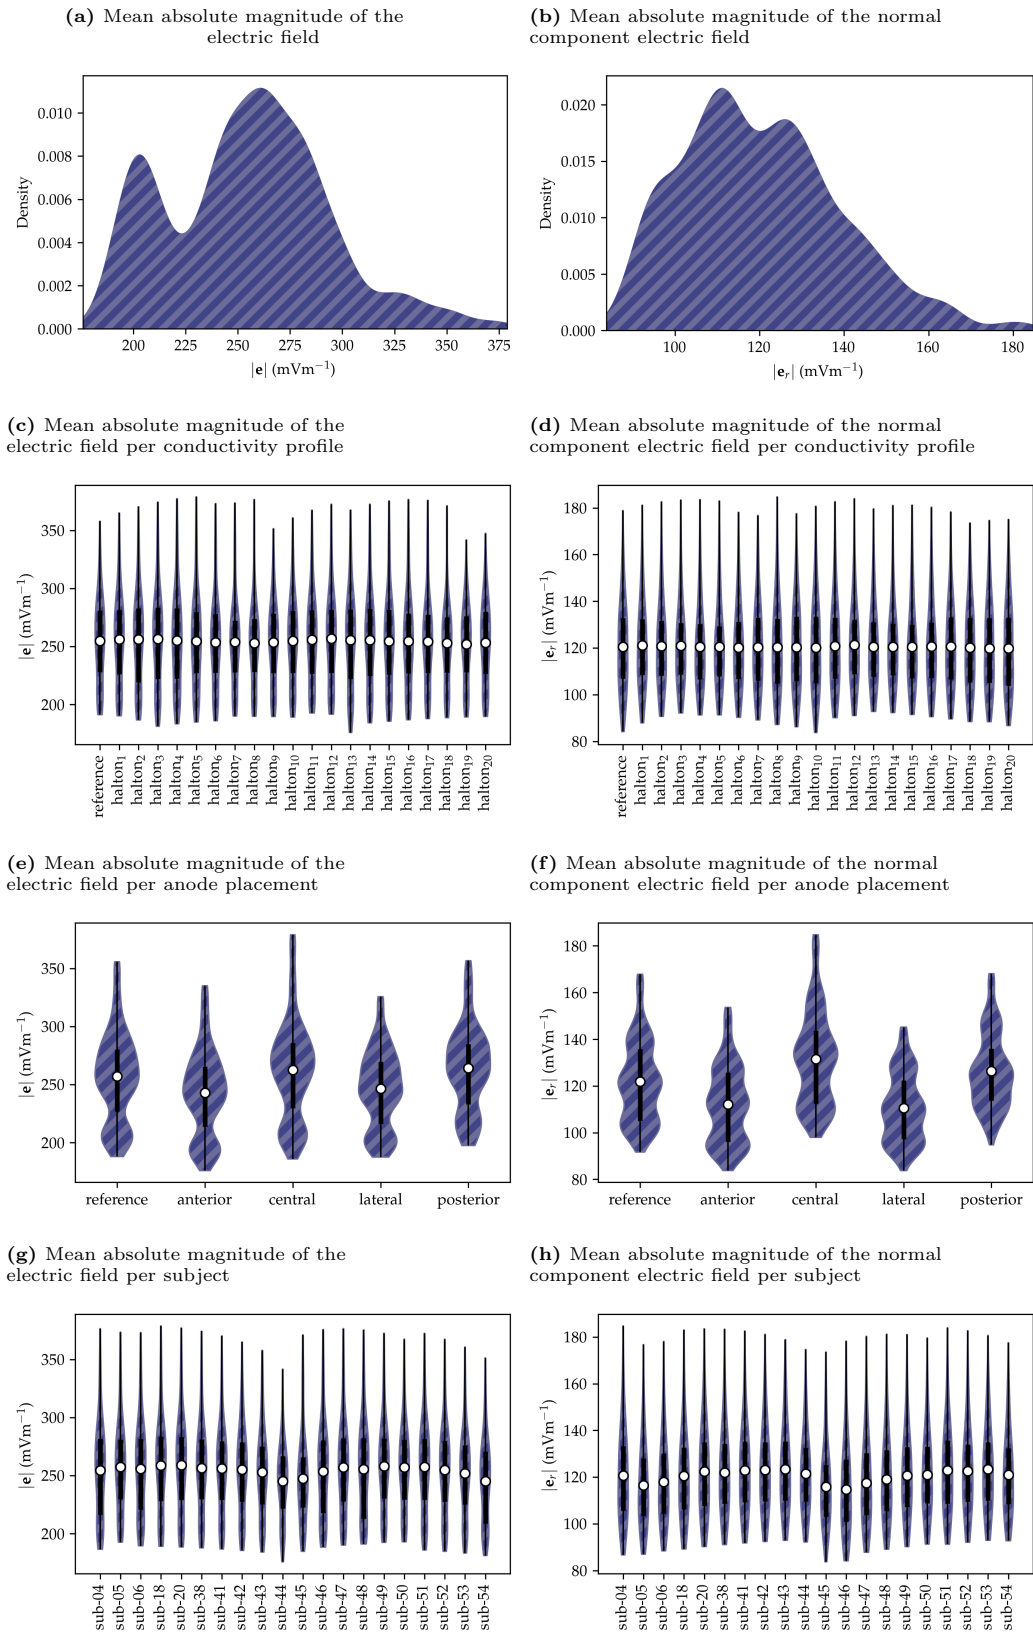 (a) Mean absolute magnitude of the
electric field
(b) Mean absolute magnitude of the normal
component electric field
Density
0.010
0.008
0.006
0.004
0.002
0.000
200 225 250 275 300 325 350 375
|e| (mVm−1)
Density
0.020
0.015
0.010
0.005
0.000
100 120 140 160 180
|e_r| (mVm−1)
(c) Mean absolute magnitude of the
electric field per conductivity profile
(d) Mean absolute magnitude of the normal
component electric field per conductivity profile
|e| (mVm−1)
350
300
250
200
reference halton1 halton2 halton3 halton4 halton5 halton6 halton7 halton8 halton9 halton10 halton11 halton12 halton13 halton14 halton15 halton16 halton17 halton18 halton19 halton20
|e_r| (mVm−1)
180
160
140
120
100
80
reference halton1 halton2 halton3 halton4 halton5 halton6 halton7 halton8 halton9 halton10 halton11 halton12 halton13 halton14 halton15 halton16 halton17 halton18 halton19 halton20
(e) Mean absolute magnitude of the
electric field per anode placement
(f) Mean absolute magnitude of the normal
component electric field per anode placement
|e| (mVm−1)
350
300
250
200
reference anterior central lateral posterior
|e_r| (mVm−1)
180
160
140
120
100
80
reference anterior central lateral posterior
(g) Mean absolute magnitude of the
electric field per subject
(h) Mean absolute magnitude of the normal
component electric field per subject
|e| (mVm−1)
350
300
250
200
sub-04 sub-05 sub-06 sub-18 sub-20 sub-38 sub-41 sub-42 sub-43 sub-44 sub-45 sub-46 sub-47 sub-48 sub-49 sub-50 sub-51 sub-52 sub-53 sub-54
|e_r| (mVm−1)
180
160
140
120
100
80
sub-04 sub-05 sub-06 sub-18 sub-20 sub-38 sub-41 sub-42 sub-43 sub-44 sub-45 sub-46 sub-47 sub-48 sub-49 sub-50 sub-51 sub-52 sub-53 sub-54